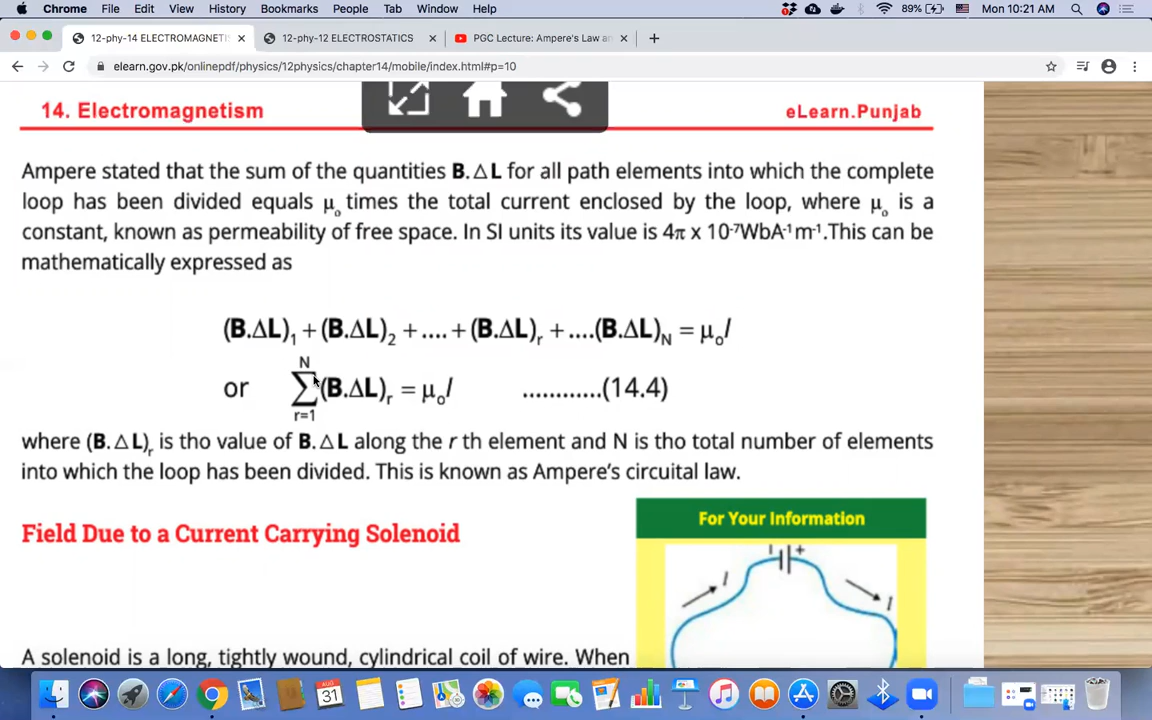 Chrome File Edit View History Bookmarks People Tab Window Help 89% Mon 10:21 AM
12-phy-14 ELECTROMAGNETI 12-phy-12 ELECTROSTATICS PGC Lecture: Ampere's Law an
elearn.gov.pk/onlinepdf/physics/12physics/chapter14/mobile/index.html#p=10
14. Electromagnetism eLearn.Punjab
Ampere stated that the sum of the quantities B.△L for all path elements into which the complete
loop has been divided equals μo times the total current enclosed by the loop, where μo is a
constant, known as permeability of free space. In SI units its value is 4π x 10-7WbA-1m-1.This can be
mathematically expressed as
(B.ΔL)1 + (B.ΔL)2 + .... + (B.ΔL)r + ....(B.ΔL)N = μoI
N
or ∑(B.ΔL)r = μoI ............(14.4)
r=1
where (B.△L)r is tho value of B.△L along the r th element and N is tho total number of elements
into which the loop has been divided. This is known as Ampere's circuital law.
For Your Information
Field Due to a Current Carrying Solenoid
+
I
I
A solenoid is a long, tightly wound, cylindrical coil of wire. When
31